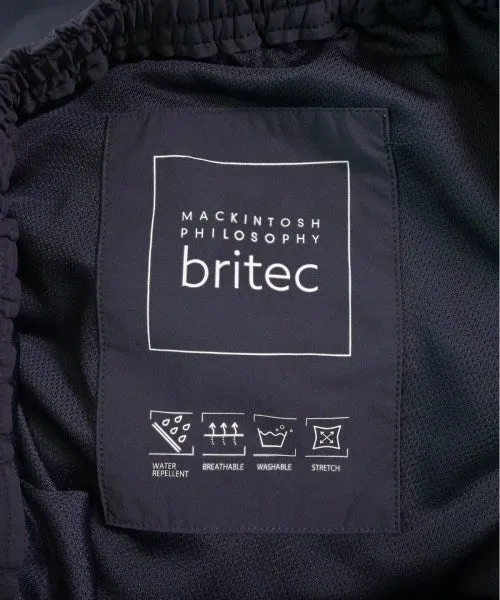 MACKINTOSH
PHILOSOPHY
britec
WATER
REPELLENT
BREATHABLE
WASHABLE
STRETCH